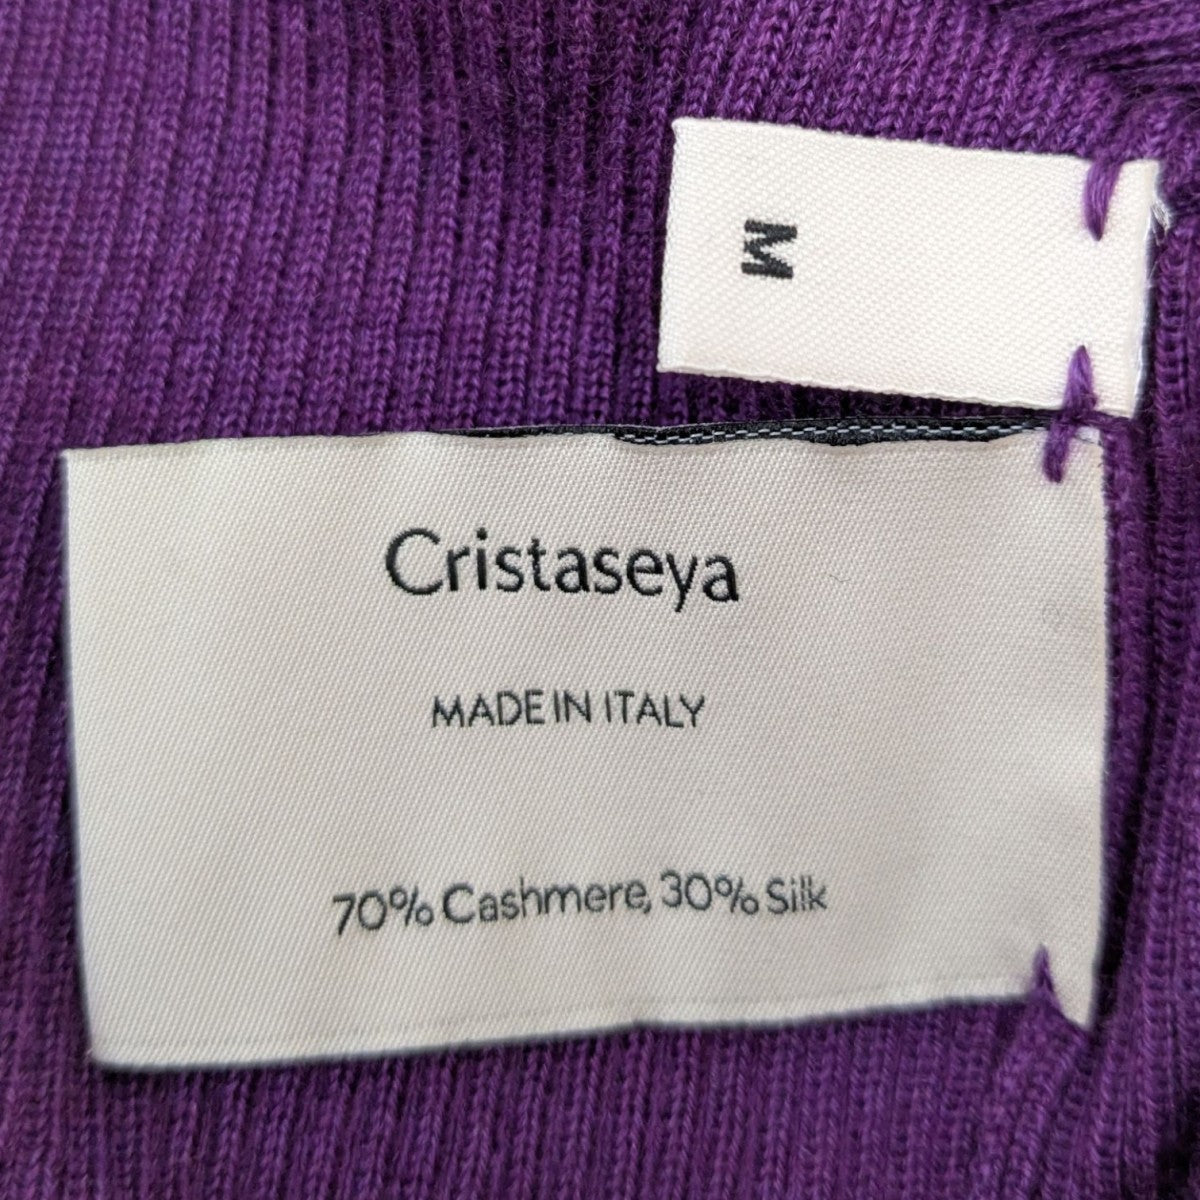 M
Cristaseya
MADE IN ITALY
70% Cashmere, 30% Silk